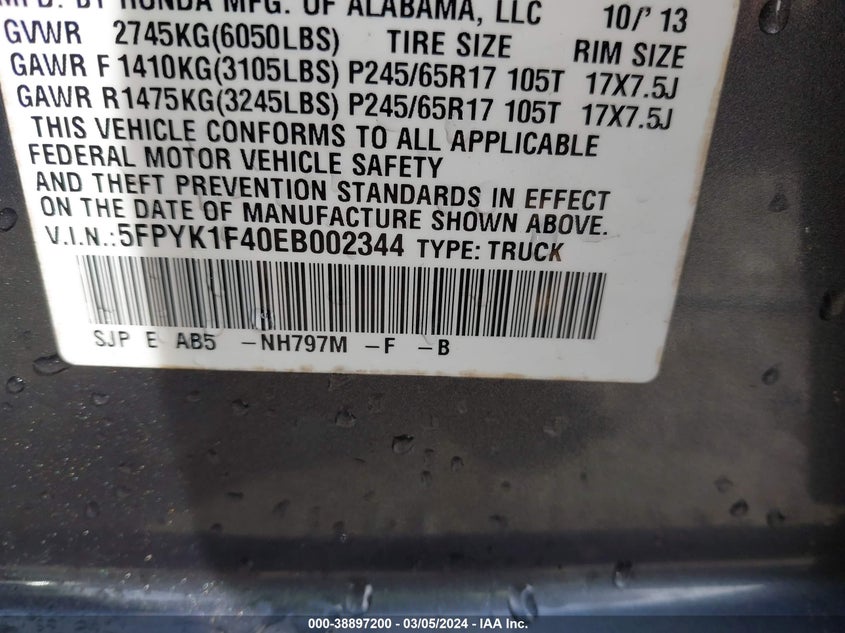 MFD. BY HONDA MFG. OF ALABAMA, LLC 10/'13
GVWR 2745KG(6050LBS) TIRE SIZE RIM SIZE
GAWR F 1410KG(3105LBS) P245/65R17 105T 17X7.5J
GAWR R1475KG(3245LBS) P245/65R17 105T 17X7.5J
THIS VEHICLE CONFORMS TO ALL APPLICABLE
FEDERAL MOTOR VEHICLE SAFETY
AND THEFT PREVENTION STANDARDS IN EFFECT
ON THE DATE OF MANUFACTURE SHOWN ABOVE.
V.I.N.:5FPYK1F40EB002344 TYPE: TRUCK
SJP E AB5 -NH797M -F -B
000-38897200 - 03/05/2024 - IAA Inc.